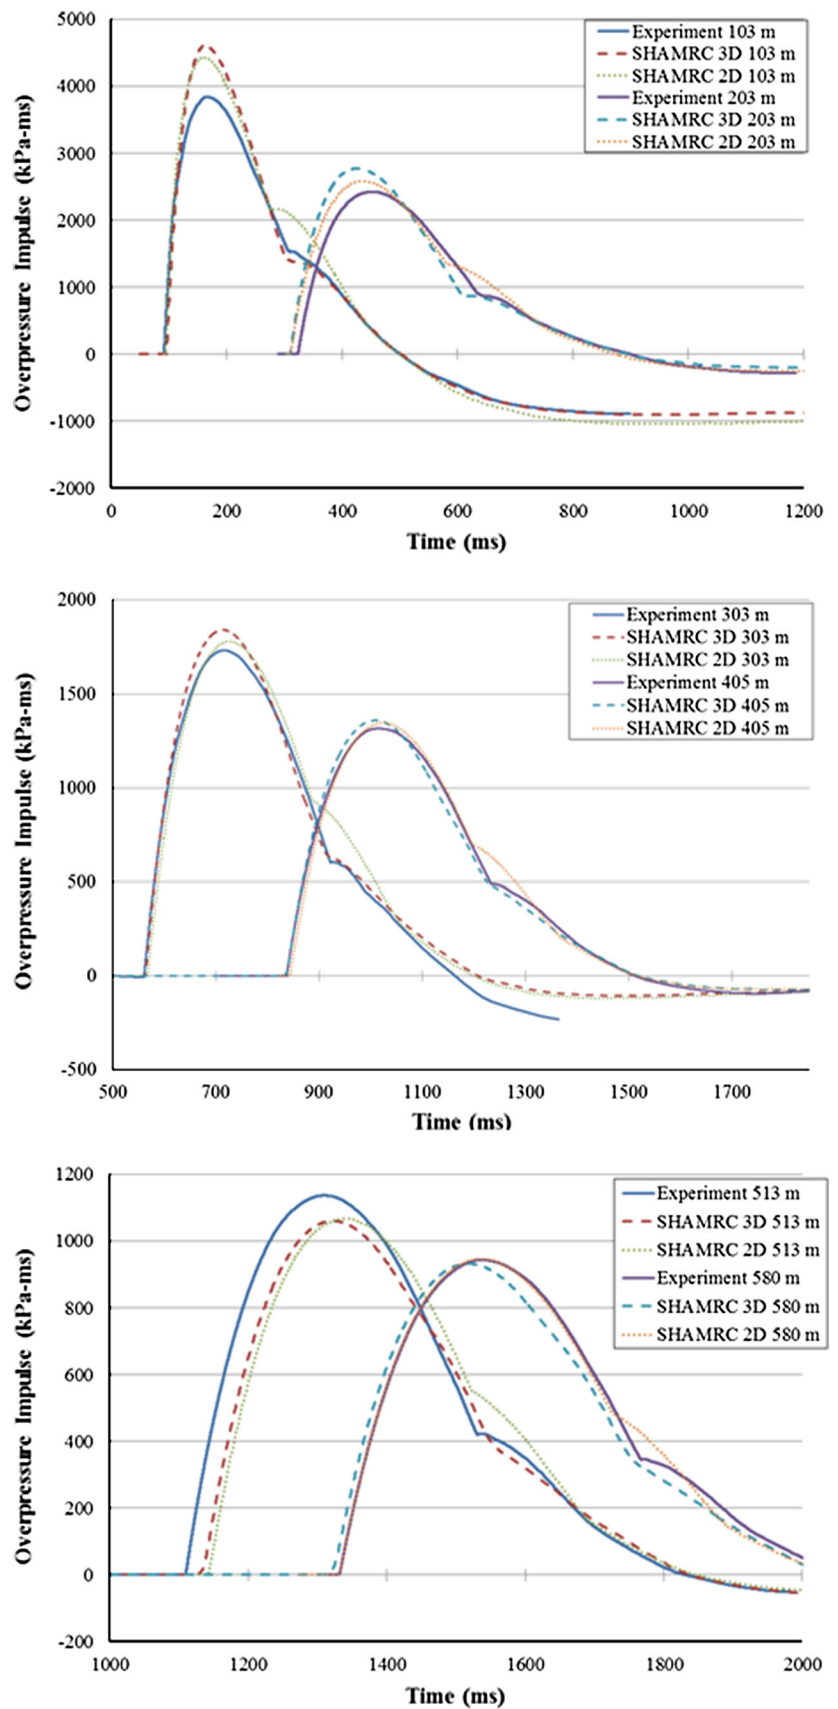 Overpressure Impulse (kPa-ms)
5000
4000
3000
2000
1000
0
-1000
-2000
Experiment 103 m
SHAMRC 3D 103 m
SHAMRC 2D 103 m
Experiment 203 m
SHAMRC 3D 203 m
SHAMRC 2D 203 m
0 200 400 600 800 1000 1200
Time (ms)
Overpressure Impulse (kPa-ms)
2000
1500
1000
500
0
-500
Experiment 303 m
SHAMRC 3D 303 m
SHAMRC 2D 303 m
Experiment 405 m
SHAMRC 3D 405 m
SHAMRC 2D 405 m
500 700 900 1100 1300 1500 1700
Time (ms)
Overpressure Impulse (kPa-ms)
1200
1000
800
600
400
200
0
-200
Experiment 513 m
SHAMRC 3D 513 m
SHAMRC 2D 513 m
Experiment 580 m
SHAMRC 3D 580 m
SHAMRC 2D 580 m
1000 1200 1400 1600 1800 2000
Time (ms)